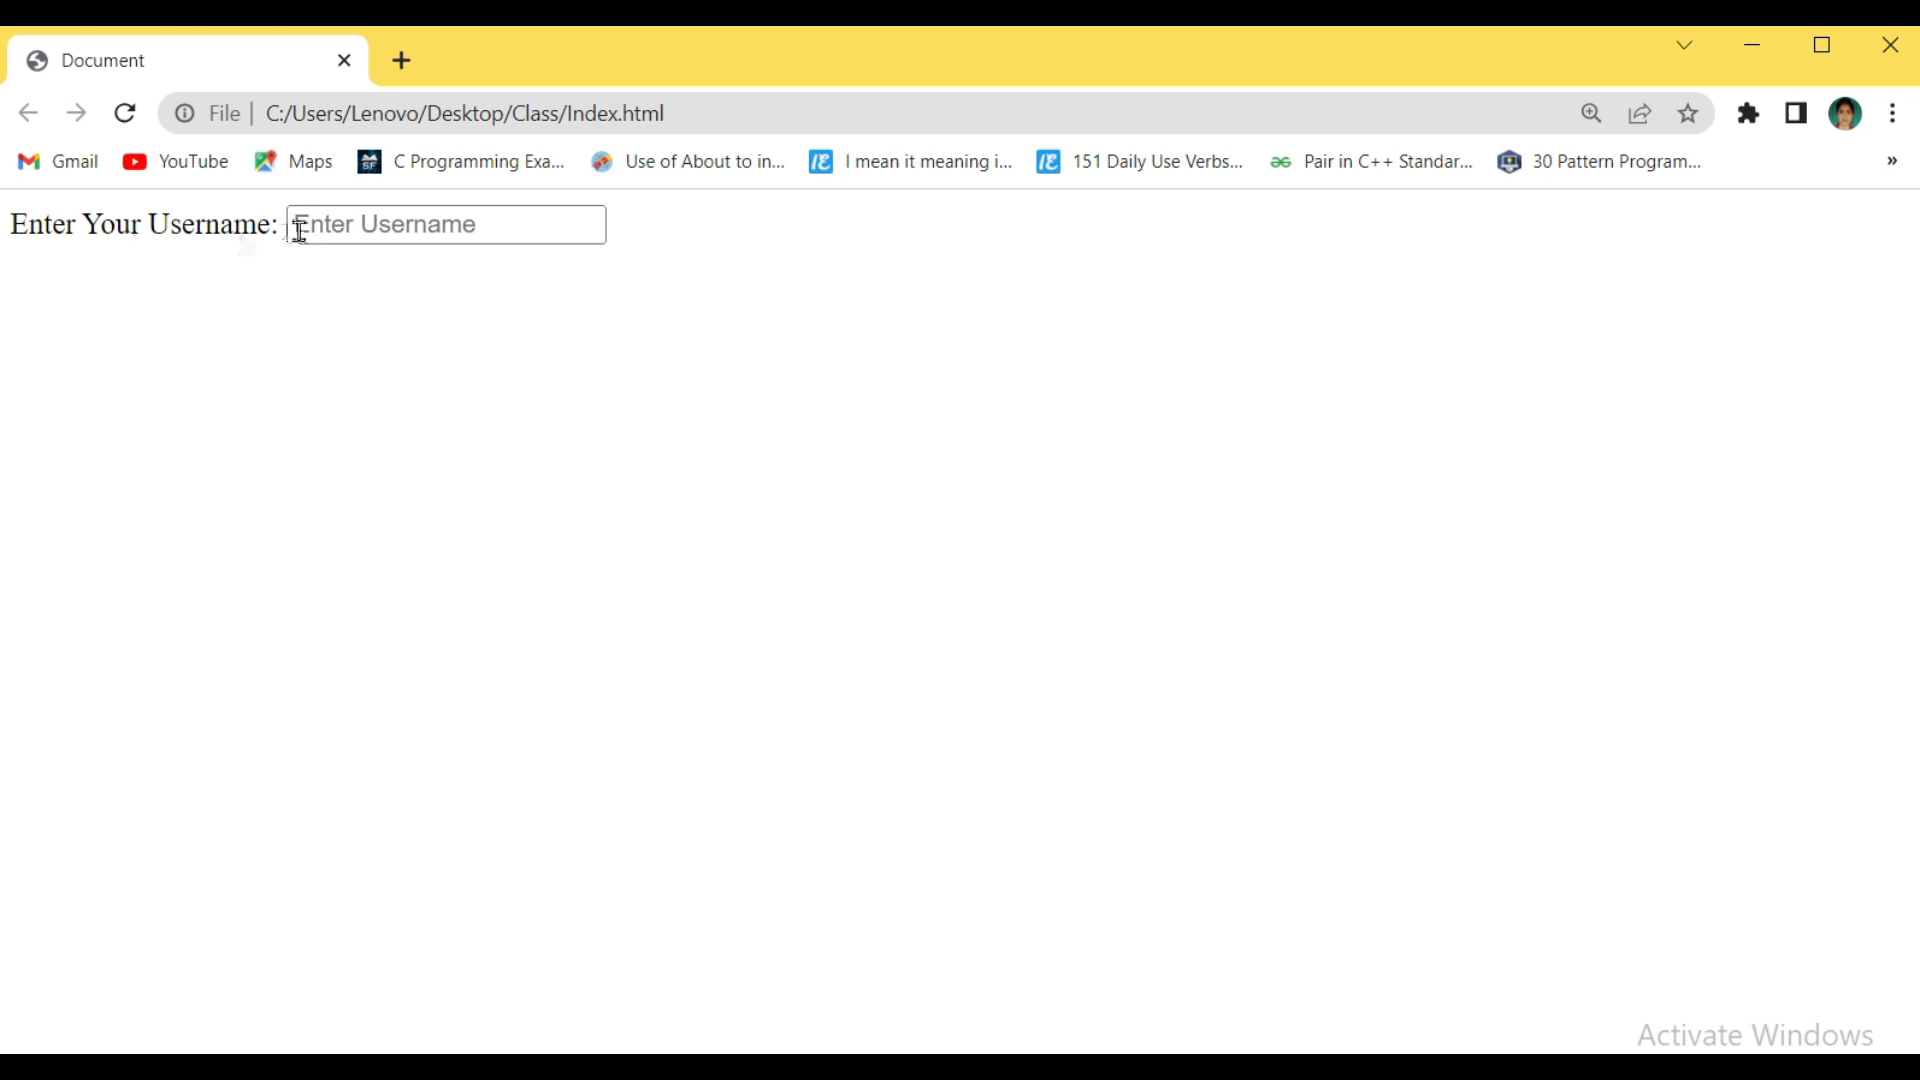 Document
File | C:/Users/Lenovo/Desktop/Class/Index.html
Gmail YouTube Maps C Programming Exa... Use of About to in... I mean it meaning i... 151 Daily Use Verbs... Pair in C++ Standar... 30 Pattern Program... »
Enter Your Username: Enter Username
Activate Windows